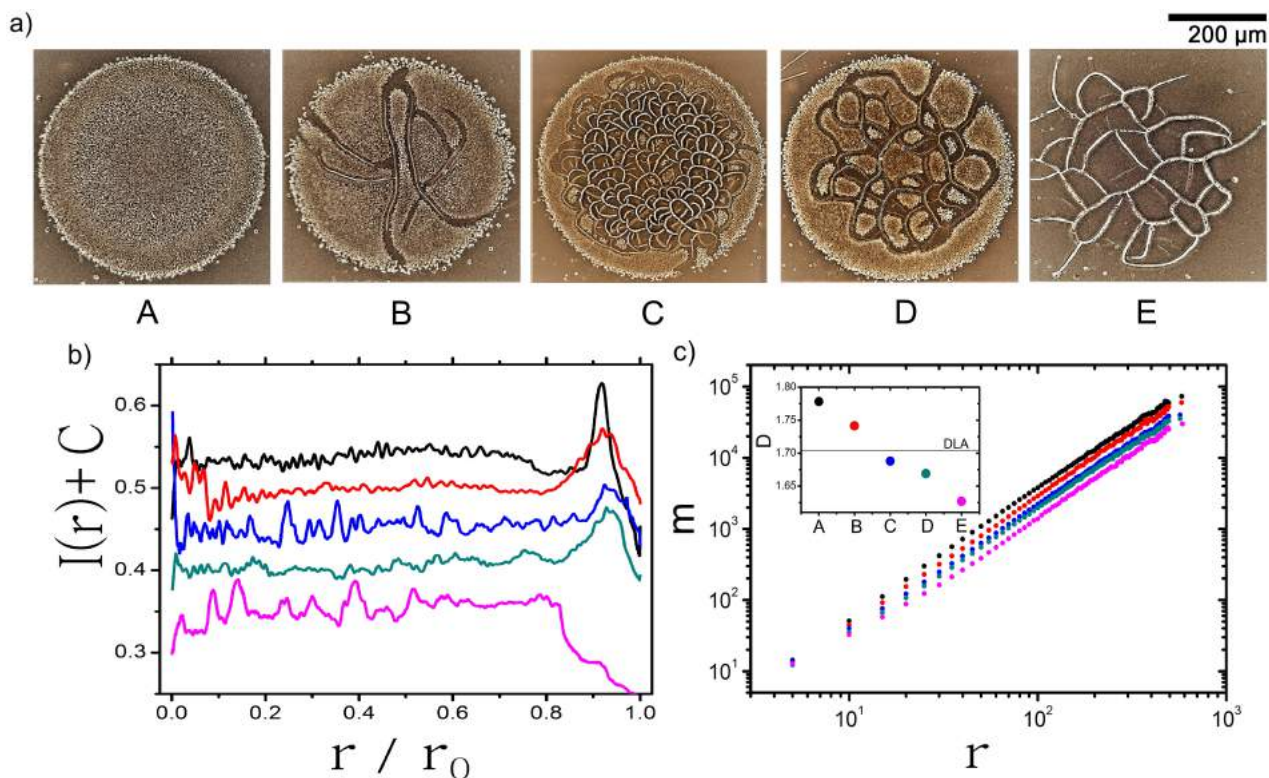 a)
200 μm
A B C D E
b)
I(r)+ C
0.6
0.5
0.4
0.3
0.0 0.2 0.4 0.6 0.8 1.0
r / r0
c)
m
10^5
10^4
10^3
10^2
10^1
10^1 10^2 10^3
r
D
1.80
1.75
1.70
1.65
DLA
A B C D E